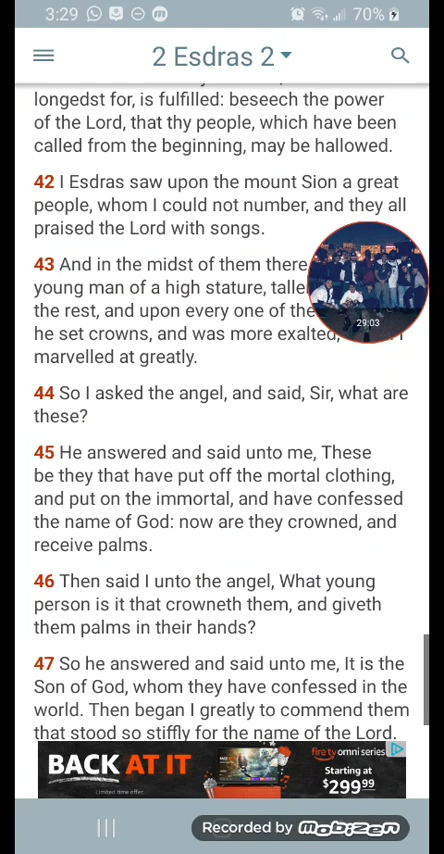 3:29
70%
2 Esdras 2
longedst for, is fulfilled: beseech the power
of the Lord, that thy people, which have been
called from the beginning, may be hallowed.
42 I Esdras saw upon the mount Sion a great
people, whom I could not number, and they all
praised the Lord with songs.
43 And in the midst of them there
young man of a high stature, talle
the rest, and upon every one of the
he set crowns, and was more exalted,
29:03
marvelled at greatly.
44 So I asked the angel, and said, Sir, what are
these?
45 He answered and said unto me, These
be they that have put off the mortal clothing,
and put on the immortal, and have confessed
the name of God: now are they crowned, and
receive palms.
46 Then said I unto the angel, What young
person is it that crowneth them, and giveth
them palms in their hands?
47 So he answered and said unto me, It is the
Son of God, whom they have confessed in the
world. Then began I greatly to commend them
that stood so stiffly for the name of the Lord.
BACK AT IT
Limited time offer.
fire tv omni series
Starting at
$299.99
Recorded by mobizen